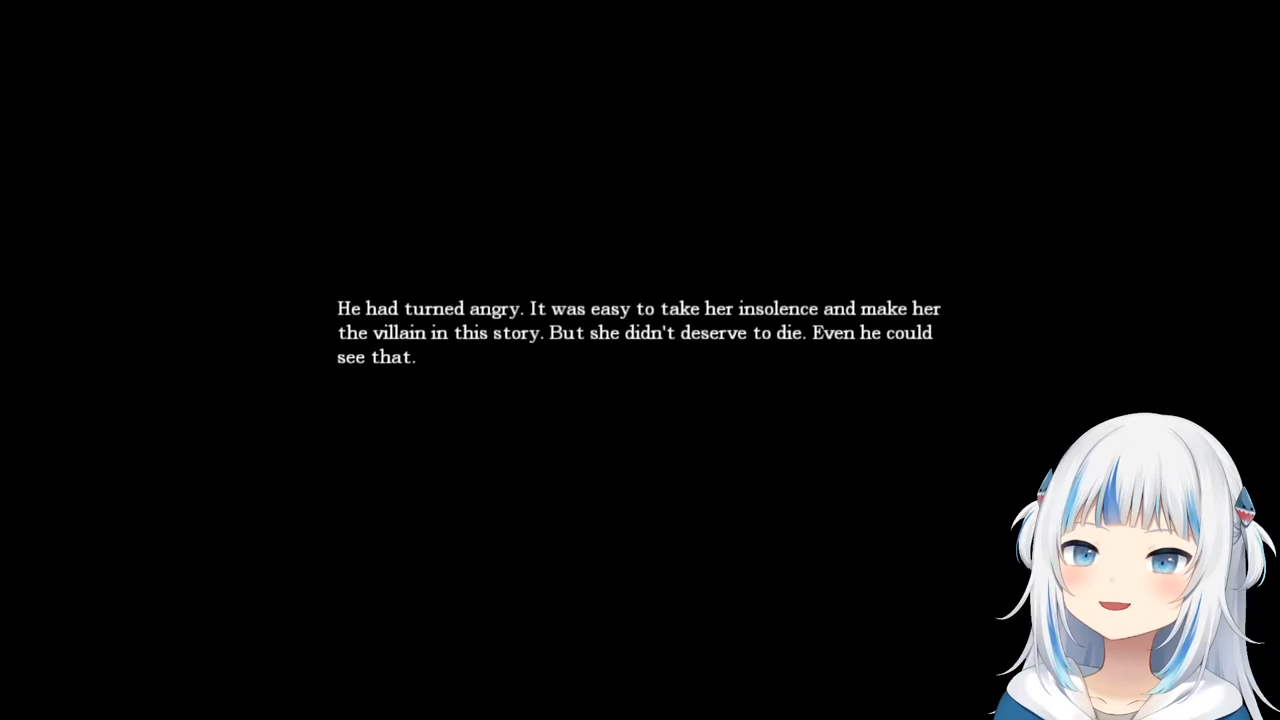 He had turned angry. It was easy to take her insolence and make her
the villain in this story. But she didn't deserve to die. Even he could
see that.